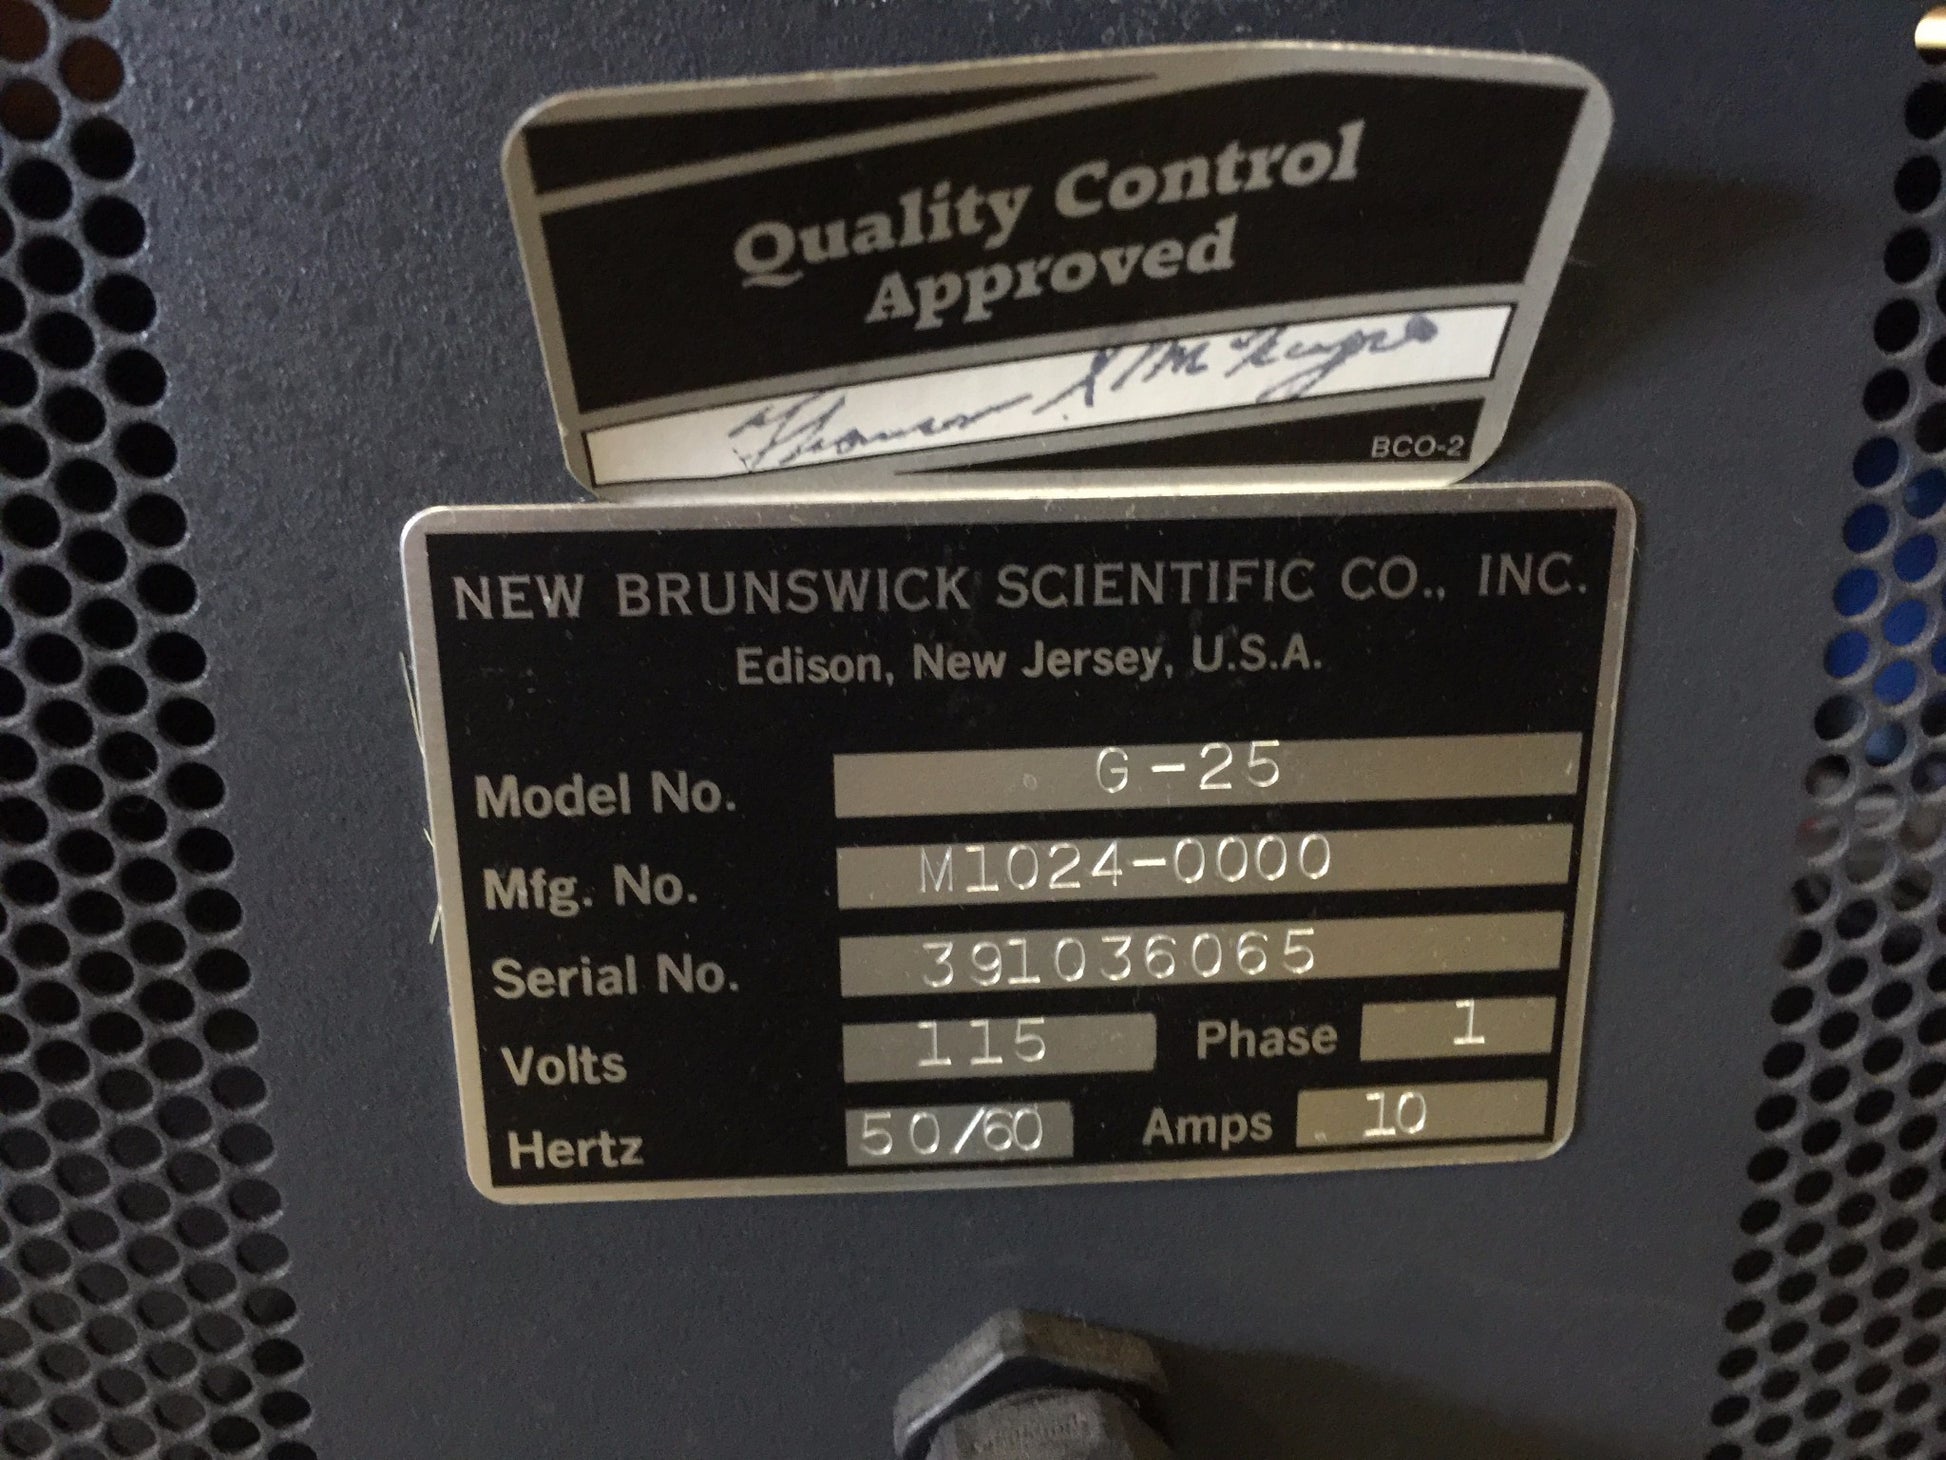 Quality Control
Approved
BCO-2
NEW BRUNSWICK SCIENTIFIC CO., INC.
Edison, New Jersey, U.S.A.
Model No. G-25
Mfg. No. M1024-0000
Serial No. 391036065
Volts 115 Phase 1
Hertz 50/60 Amps 10